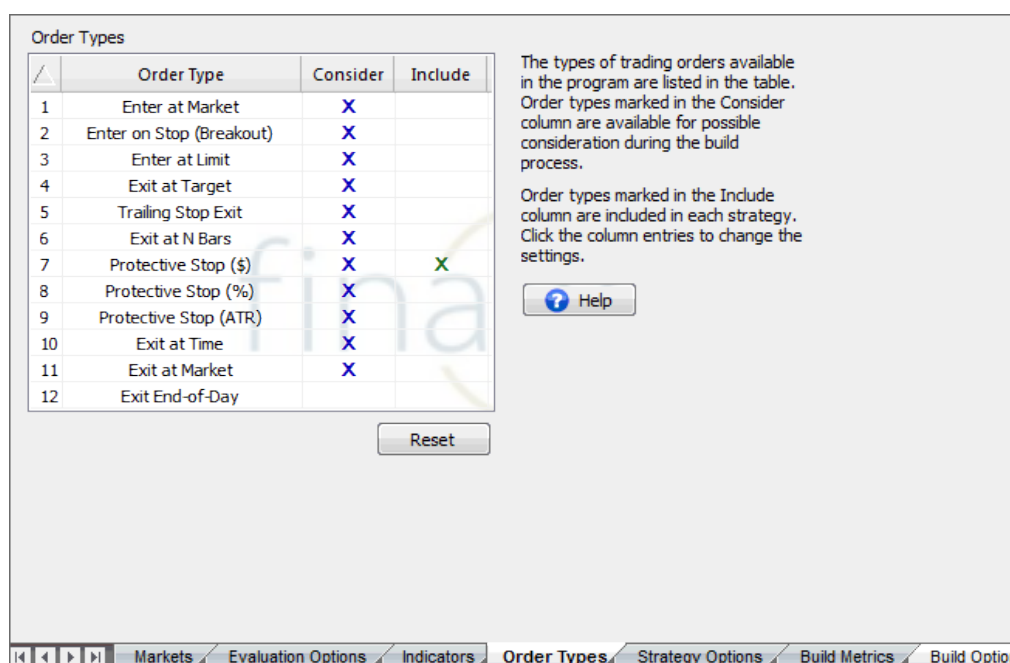 Order Types
Order Type Consider Include
1 Enter at Market X
2 Enter on Stop (Breakout) X
3 Enter at Limit X
4 Exit at Target X
5 Trailing Stop Exit X
6 Exit at N Bars X
7 Protective Stop ($) X X
8 Protective Stop (%) X
9 Protective Stop (ATR) X
10 Exit at Time X
11 Exit at Market X
12 Exit End-of-Day
Reset
The types of trading orders available
in the program are listed in the table.
Order types marked in the Consider
column are available for possible
consideration during the build
process.
Order types marked in the Include
column are included in each strategy.
Click the column entries to change the
settings.
? Help
fina
Markets Evaluation Options Indicators Order Types Strategy Options Build Metrics Build Optio